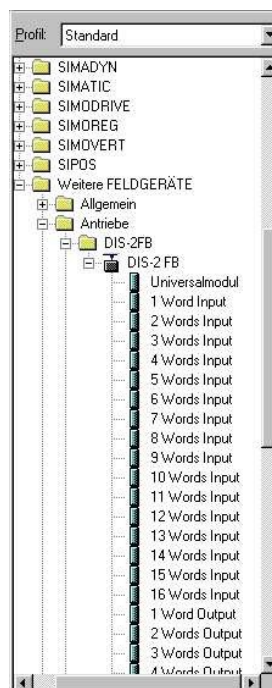 Profil: Standard
SIMADYN
SIMATIC
SIMODRIVE
SIMOREG
SIMOVERT
SIPOS
Weitere FELDGERÄTE
Allgemein
Antriebe
DIS-2FB
DIS-2 FB
Universalmodul
1 Word Input
2 Words Input
3 Words Input
4 Words Input
5 Words Input
6 Words Input
7 Words Input
8 Words Input
9 Words Input
10 Words Input
11 Words Input
12 Words Input
13 Words Input
14 Words Input
15 Words Input
16 Words Input
1 Word Output
2 Words Output
3 Words Output
4 Words Output